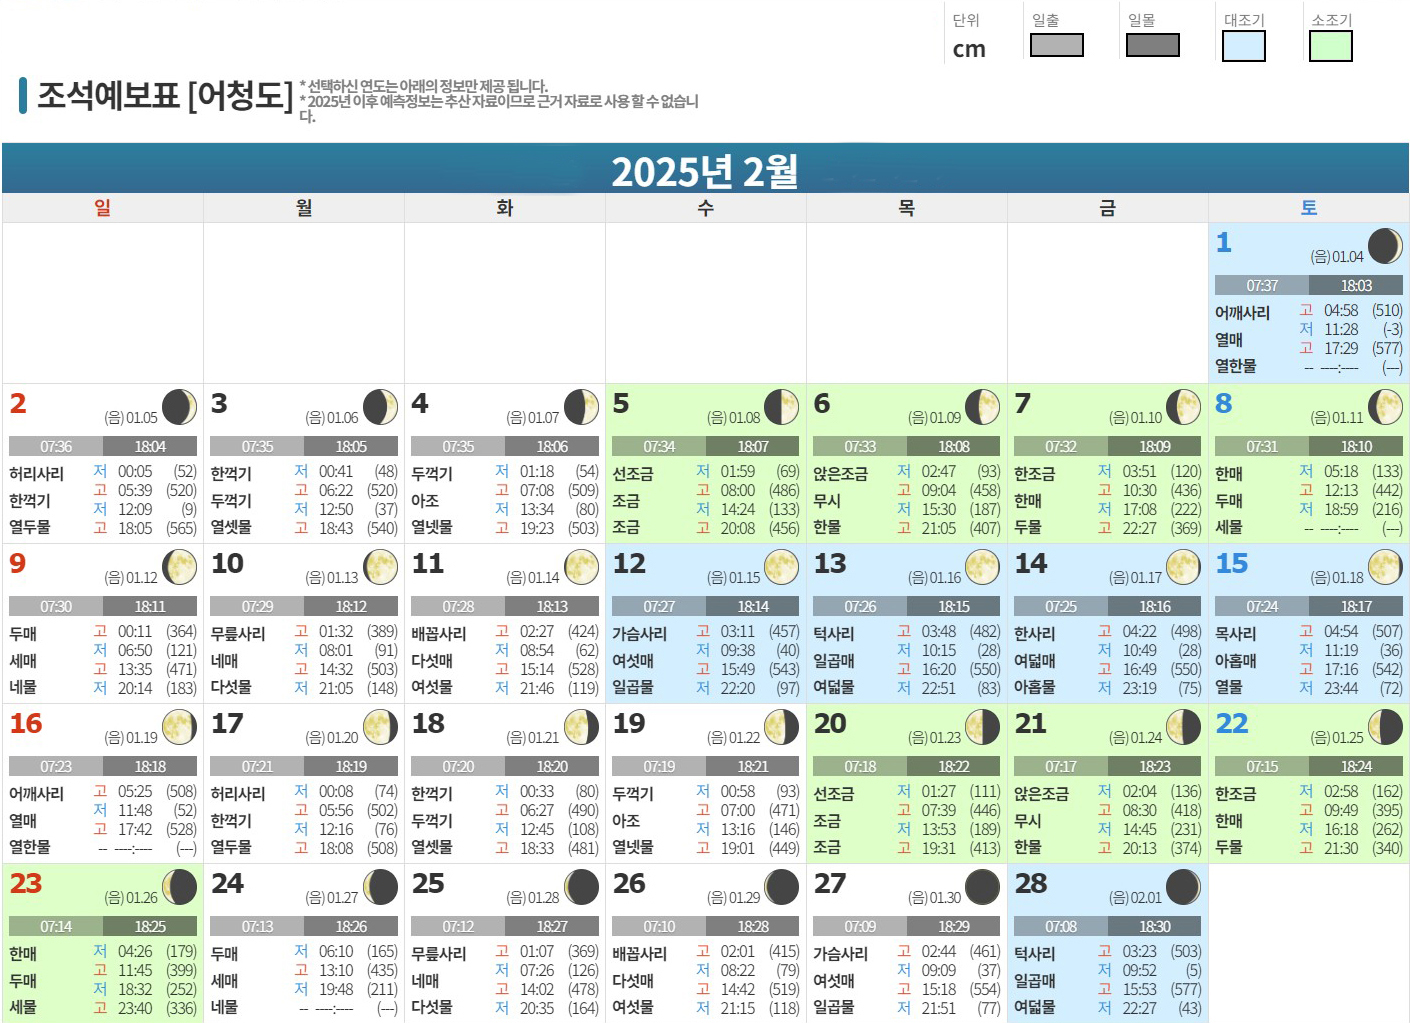 단위 일출 일몰 대조기 소조기
cm
조석예보표 [어청도]
* 선택하신 연도는 아래의 정보만 제공 됩니다.
* 2025년 이후 예측정보는 추산 자료이므로 근거 자료로 사용 할 수 없습니
다.
2025년 2월
일 월 화 수 목 금 토
1
(음) 01.04
07:37 18:03
어깨사리
열매
열한물
고 04:58 (510)
저 11:28 (-3)
고 17:29 (577)
-- ----:---- (---)
2
(음) 01.05
07:36 18:04
허리사리
한꺽기
열두물
저 00:05 (52)
고 05:39 (520)
저 12:09 (9)
고 18:05 (565)
3
(음) 01.06
07:35 18:05
한꺽기
두꺽기
열셋물
저 00:41 (48)
고 06:22 (520)
저 12:50 (37)
고 18:43 (540)
4
(음) 01.07
07:35 18:06
두꺽기
아조
열넷물
저 01:18 (54)
고 07:08 (509)
저 13:34 (80)
고 19:23 (503)
5
(음) 01.08
07:34 18:07
선조금
조금
조금
저 01:59 (69)
고 08:00 (486)
저 14:24 (133)
고 20:08 (456)
6
(음) 01.09
07:33 18:08
앉은조금
무시
한물
저 02:47 (93)
고 09:04 (458)
저 15:30 (187)
고 21:05 (407)
7
(음) 01.10
07:32 18:09
한조금
한매
두물
저 03:51 (120)
고 10:30 (436)
저 17:08 (222)
고 22:27 (369)
8
(음) 01.11
07:31 18:10
한매
두매
세물
저 05:18 (133)
고 12:13 (442)
저 18:59 (216)
-- ----:---- (---)
9
(음) 01.12
07:30 18:11
두매
세매
네물
고 00:11 (364)
저 06:50 (121)
고 13:35 (471)
저 20:14 (183)
10
(음) 01.13
07:29 18:12
무릎사리
네매
다섯물
고 01:32 (389)
저 08:01 (91)
고 14:32 (503)
저 21:05 (148)
11
(음) 01.14
07:28 18:13
배꼽사리
다섯매
여섯물
고 02:27 (424)
저 08:54 (62)
고 15:14 (528)
저 21:46 (119)
12
(음) 01.15
07:27 18:14
가슴사리
여섯매
일곱물
고 03:11 (457)
저 09:38 (40)
고 15:49 (543)
저 22:20 (97)
13
(음) 01.16
07:26 18:15
턱사리
일곱매
여덟물
고 03:48 (482)
저 10:15 (28)
고 16:20 (550)
저 22:51 (83)
14
(음) 01.17
07:25 18:16
한사리
여덟매
아홉물
고 04:22 (498)
저 10:49 (28)
고 16:49 (550)
저 23:19 (75)
15
(음) 01.18
07:24 18:17
목사리
아홉매
열물
고 04:54 (507)
저 11:19 (36)
고 17:16 (542)
저 23:44 (72)
16
(음) 01.19
07:23 18:18
어깨사리
열매
열한물
고 05:25 (508)
저 11:48 (52)
고 17:42 (528)
-- ----:---- (---)
17
(음) 01.20
07:21 18:19
허리사리
한꺽기
열두물
저 00:08 (74)
고 05:56 (502)
저 12:16 (76)
고 18:08 (508)
18
(음) 01.21
07:20 18:20
한꺽기
두꺽기
열셋물
저 00:33 (80)
고 06:27 (490)
저 12:45 (108)
고 18:33 (481)
19
(음) 01.22
07:19 18:21
두꺽기
아조
열넷물
저 00:58 (93)
고 07:00 (471)
저 13:16 (146)
고 19:01 (449)
20
(음) 01.23
07:18 18:22
선조금
조금
조금
저 01:27 (111)
고 07:39 (446)
저 13:53 (189)
고 19:31 (413)
21
(음) 01.24
07:17 18:23
앉은조금
무시
한물
저 02:04 (136)
고 08:30 (418)
저 14:45 (231)
고 20:13 (374)
22
(음) 01.25
07:15 18:24
한조금
한매
두물
저 02:58 (162)
고 09:49 (395)
저 16:18 (262)
고 21:30 (340)
23
(음) 01.26
07:14 18:25
한매
두매
세물
저 04:26 (179)
고 11:45 (399)
저 18:32 (252)
고 23:40 (336)
24
(음) 01.27
07:13 18:26
두매
세매
네물
저 06:10 (165)
고 13:10 (435)
저 19:48 (211)
-- ----:---- (---)
25
(음) 01.28
07:12 18:27
무릎사리
네매
다섯물
고 01:07 (369)
저 07:26 (126)
고 14:02 (478)
저 20:35 (164)
26
(음) 01.29
07:10 18:28
배꼽사리
다섯매
여섯물
고 02:01 (415)
저 08:22 (79)
고 14:42 (519)
저 21:15 (118)
27
(음) 01.30
07:09 18:29
가슴사리
여섯매
일곱물
고 02:44 (461)
저 09:09 (37)
고 15:18 (554)
저 21:51 (77)
28
(음) 02.01
07:08 18:30
턱사리
일곱매
여덟물
고 03:23 (503)
저 09:52 (5)
고 15:53 (577)
저 22:27 (43)